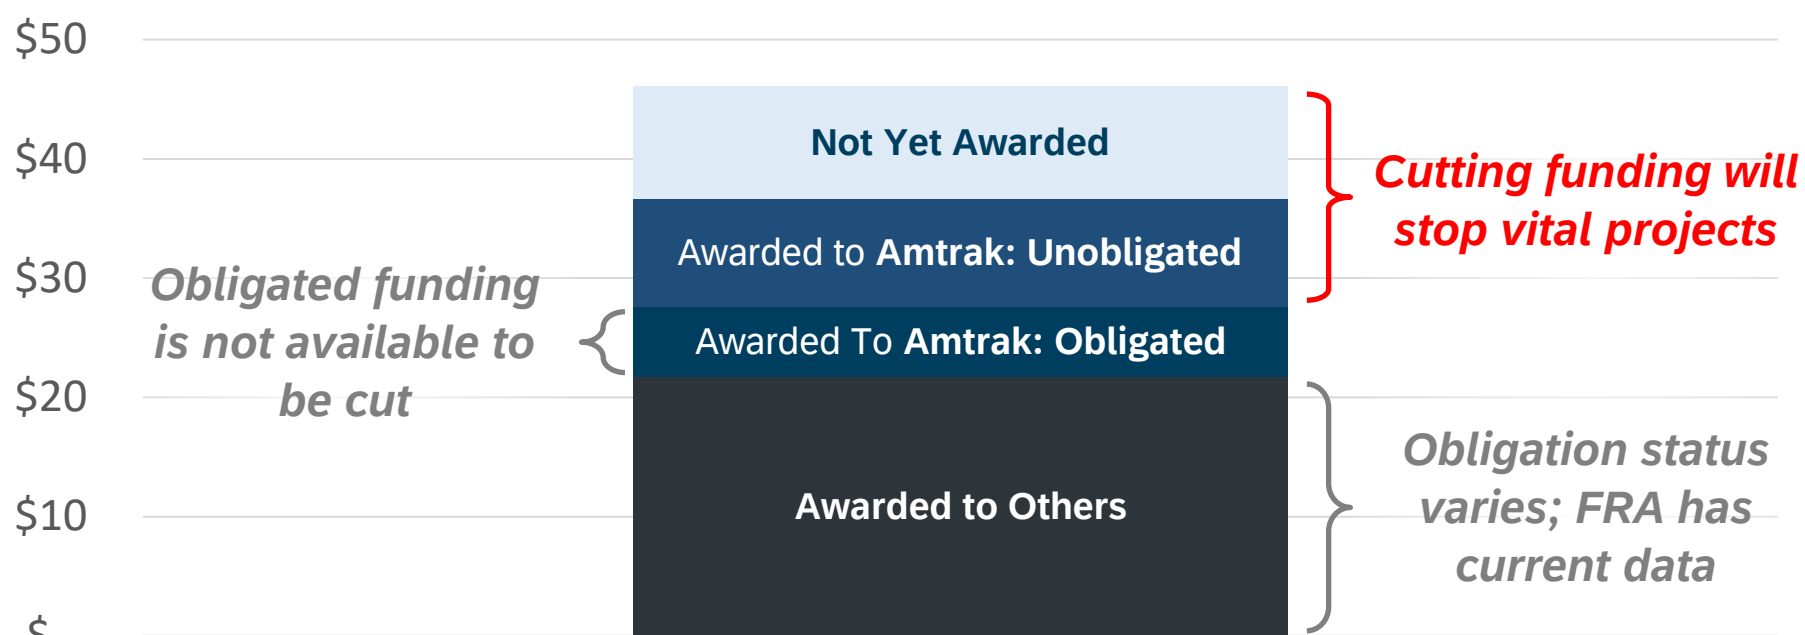 $50
$40
$30
$20
$10
$
Not Yet Awarded
Awarded to Amtrak: Unobligated
Awarded To Amtrak: Obligated
Awarded to Others
Obligated funding
is not available to
be cut
Cutting funding will
stop vital projects
Obligation status
varies; FRA has
current data